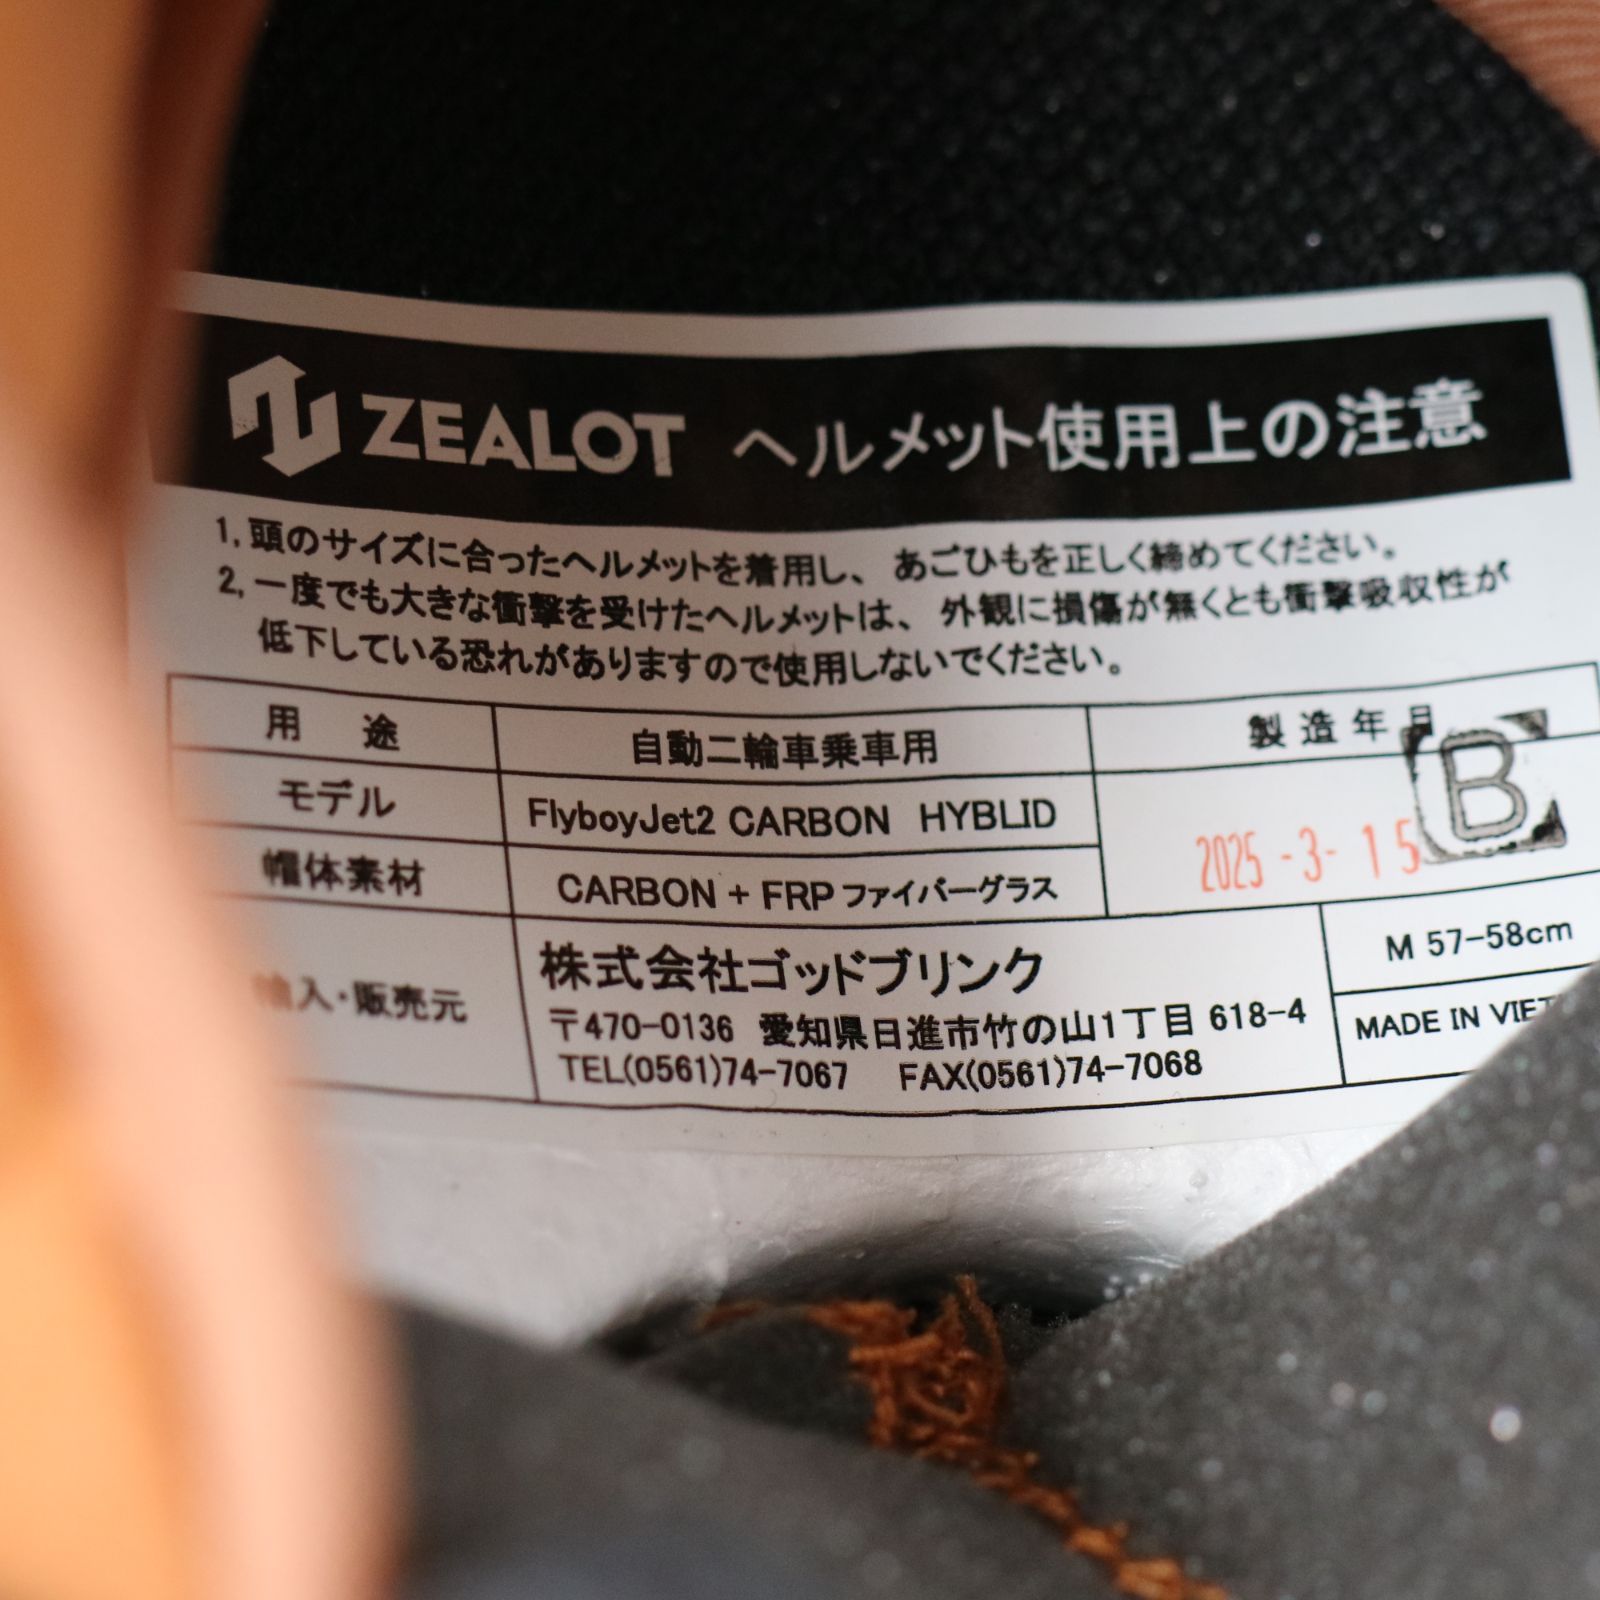 ZEALOT ヘルメット使用上の注意
1, 頭のサイズに合ったヘルメットを着用し、あごひもを正しく締めてください。
2, 一度でも大きな衝撃を受けたヘルメットは、外観に損傷が無くとも衝撃吸収性が
低下している恐れがありますので使用しないでください。
用途 自動二輪車乗車用 製造年月
B
モデル FlyboyJet2 CARBON HYBLID
2025-3-15
帽体素材 CARBON + FRPファイバーグラス
輸入・販売元 株式会社ゴッドブリンク
〒470-0136 愛知県日進市竹の山1丁目 618-4
TEL(0561)74-7067 FAX(0561)74-7068
M 57-58cm
MADE IN VIET